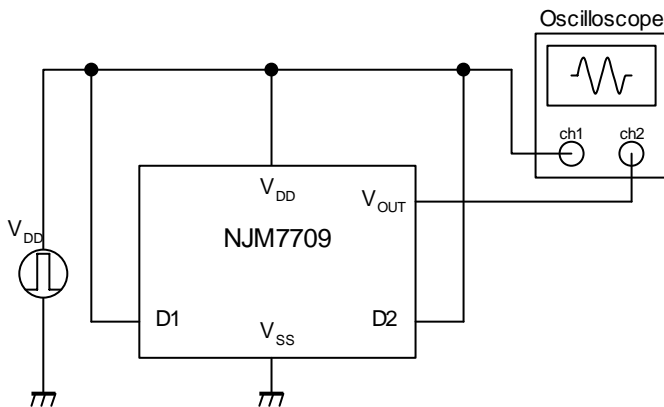 Oscilloscope
ch1 ch2
VDD
VOUT
NJM7709
VDD
D1 D2
VSS